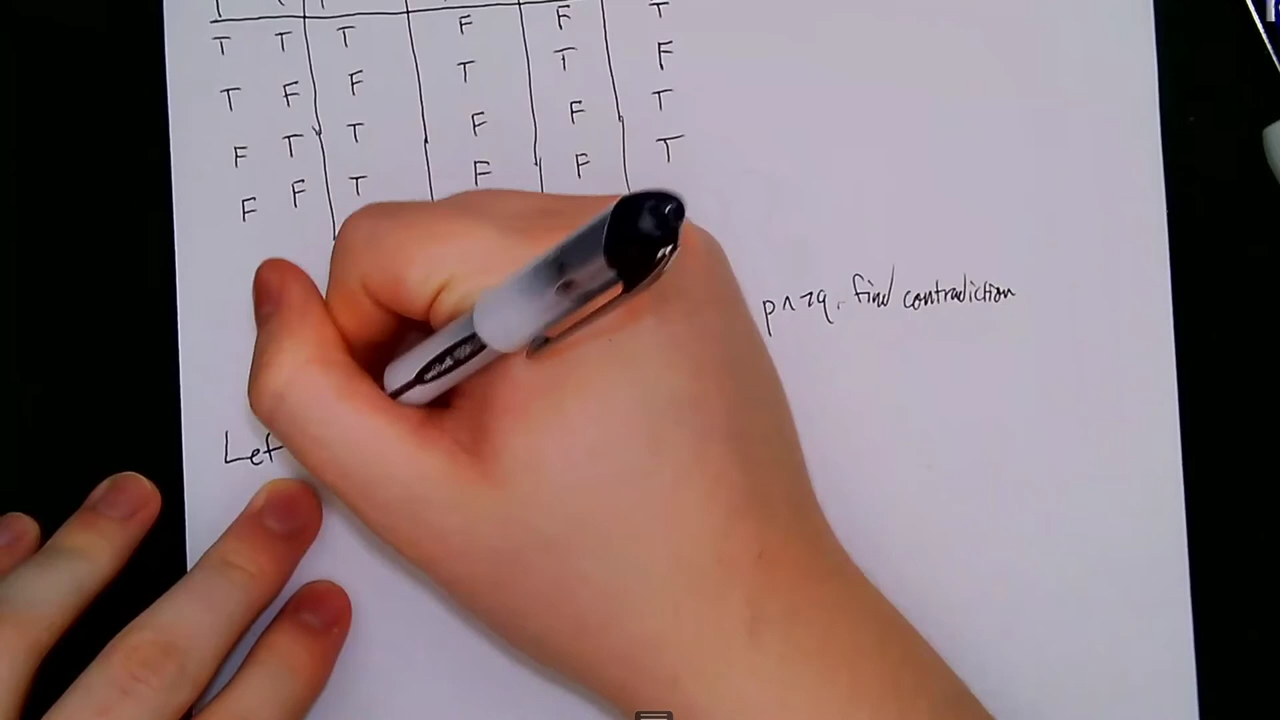 T T T F F T
T F F T T F
F T T F F T
F F T F F T
p ∧ ¬q. find contradiction
Let